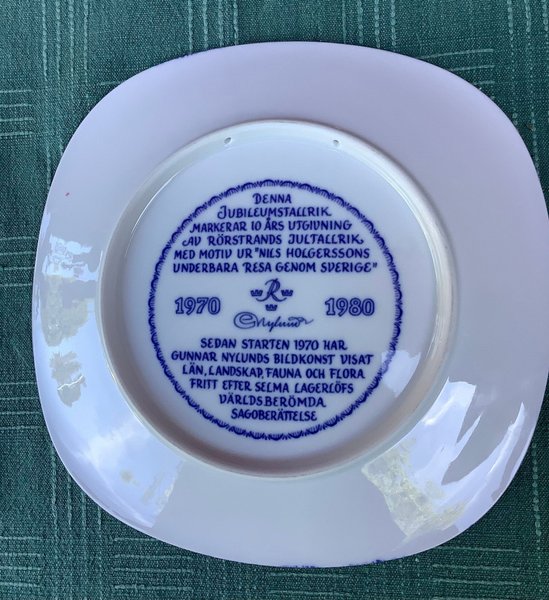 DENNA
JUBILEUMSTALLRIK
MARKERAR 10 ÅRS UTGIVNING
AV RÖRSTRANDS JULTALLRIK
MED MOTIV UR "NILS HOLGERSSONS
UNDERBARA RESA GENOM SVERIGE"
R
1970 1980
GNylund
SEDAN STARTEN 1970 HAR
GUNNAR NYLUNDS BILDKONST VISAT
LÄN, LANDSKAP, FAUNA OCH FLORA
FRITT EFTER SELMA LAGERLÖFS
VÄRLDSBERÖMDA
SAGOBERÄTTELSE